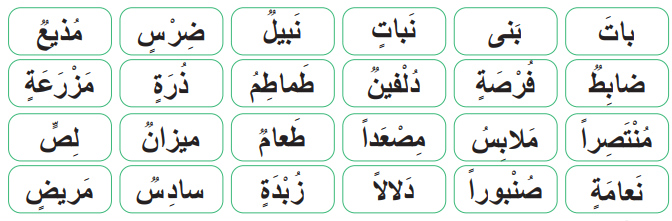 باتَ بَنى نَباتٍ نَبيلٌ ضِرْسٍ مُذيعٌ
ضابِطٌ فُرْصَةٍ دُلْفينٌ طَماطِمُ ذُرَةٍ مَزْرَعَةٍ
مُنْتَصِراً مَلابِسُ مِصْعَداً طَعامٌ ميزانٌ لِصٍّ
نَعامَةٍ صُنْبوراً دَلالاً زُبْدَةٍ سادِسٌ مَريضٍ